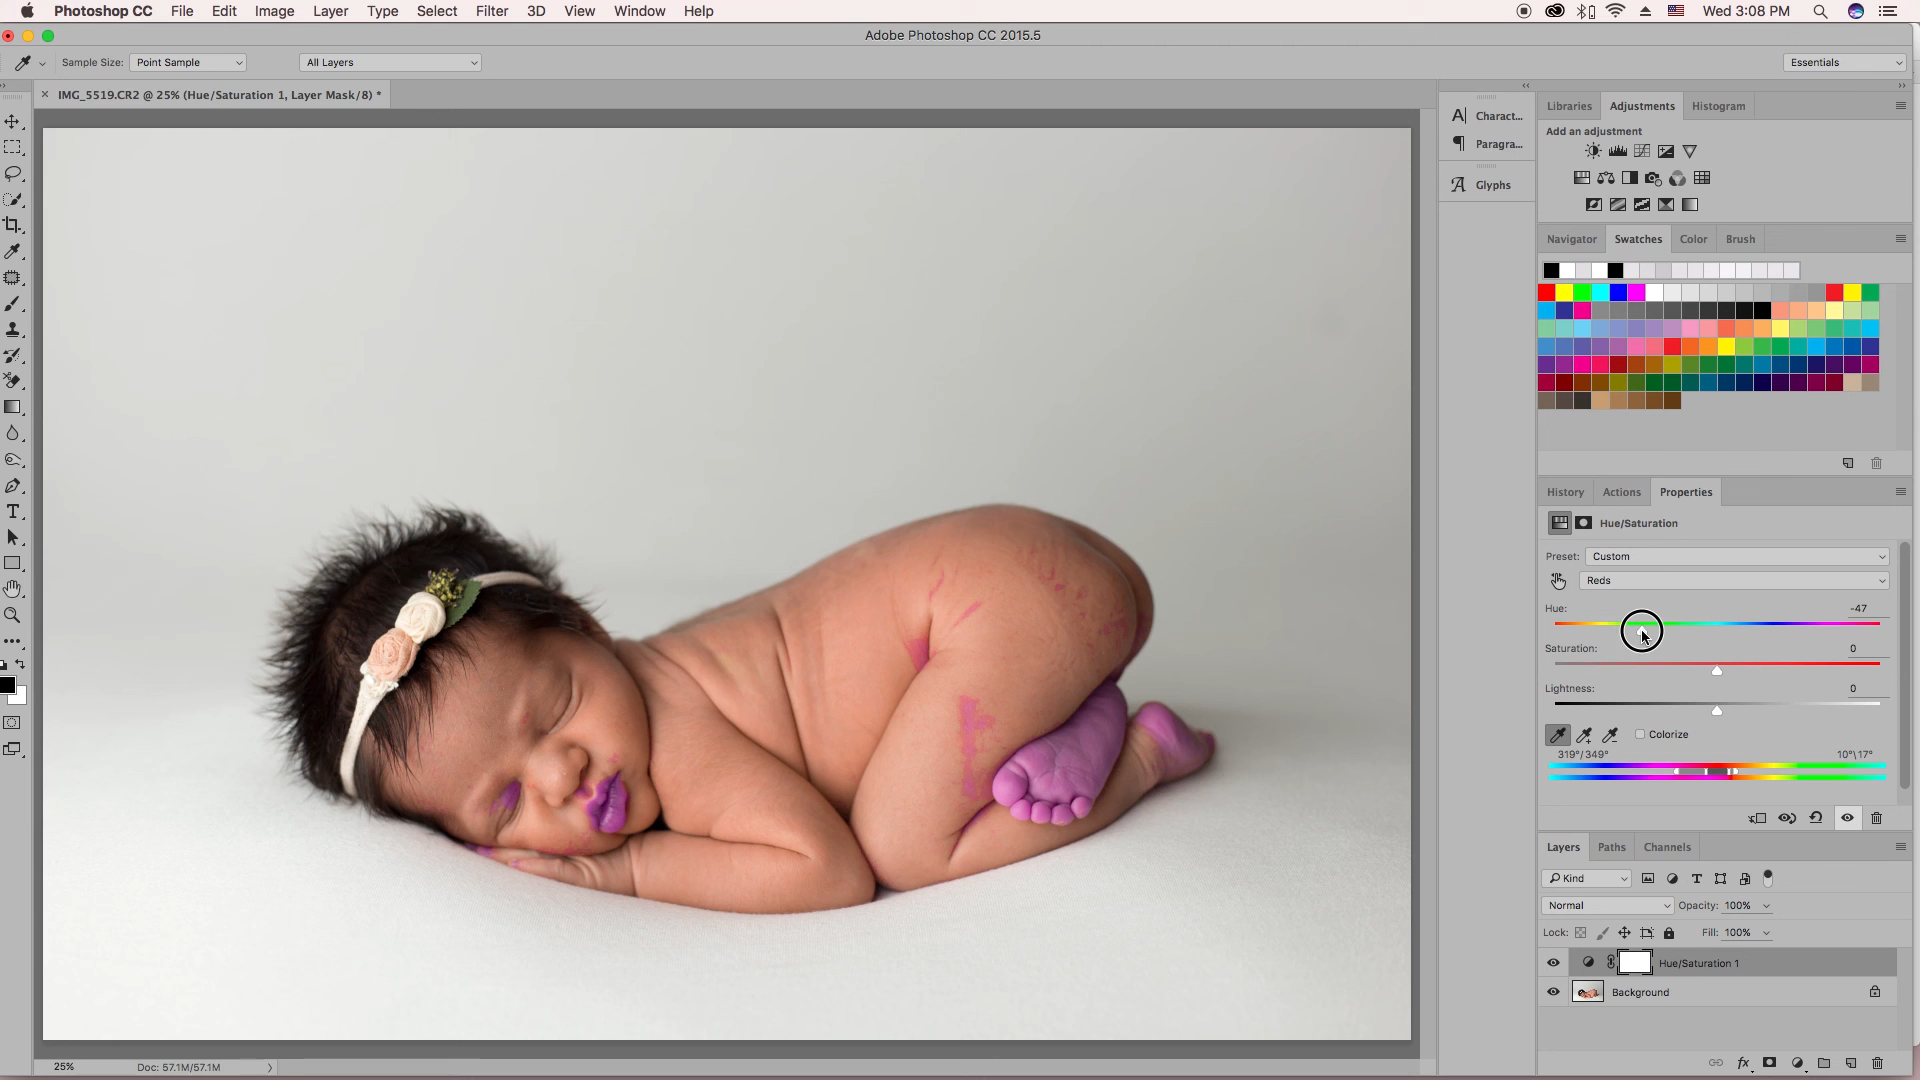 Photoshop CC File Edit Image Layer Type Select Filter 3D View Window Help Wed 3:08 PM
Adobe Photoshop CC 2015.5
Sample Size: Point Sample All Layers Essentials
× IMG_5519.CR2 @ 25% (Hue/Saturation 1, Layer Mask/8) *
Charact...
Paragra...
Glyphs
Libraries Adjustments Histogram
Add an adjustment
Navigator Swatches Color Brush
History Actions Properties
Hue/Saturation
Preset: Custom
Reds
Hue: -47
Saturation: 0
Lightness: 0
Colorize
319°/349° 10°\17°
Layers Paths Channels
Kind
Normal Opacity: 100%
Lock: Fill: 100%
Hue/Saturation 1
Background
25% Doc: 57.1M/57.1M